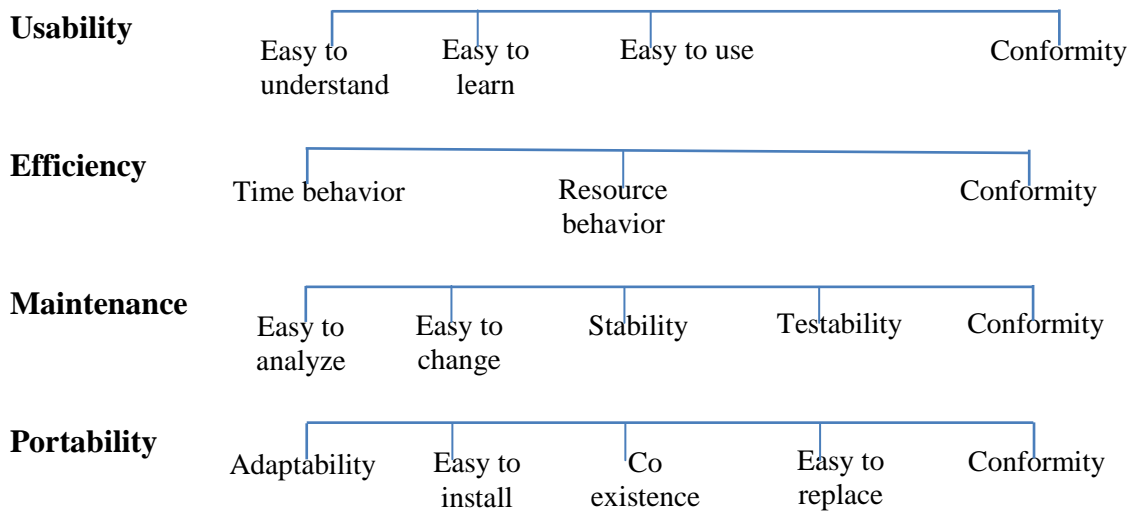 Usability
Easy to understand
Easy to learn
Easy to use
Conformity
Efficiency
Time behavior
Resource behavior
Conformity
Maintenance
Easy to analyze
Easy to change
Stability
Testability
Conformity
Portability
Adaptability
Easy to install
Co existence
Easy to replace
Conformity